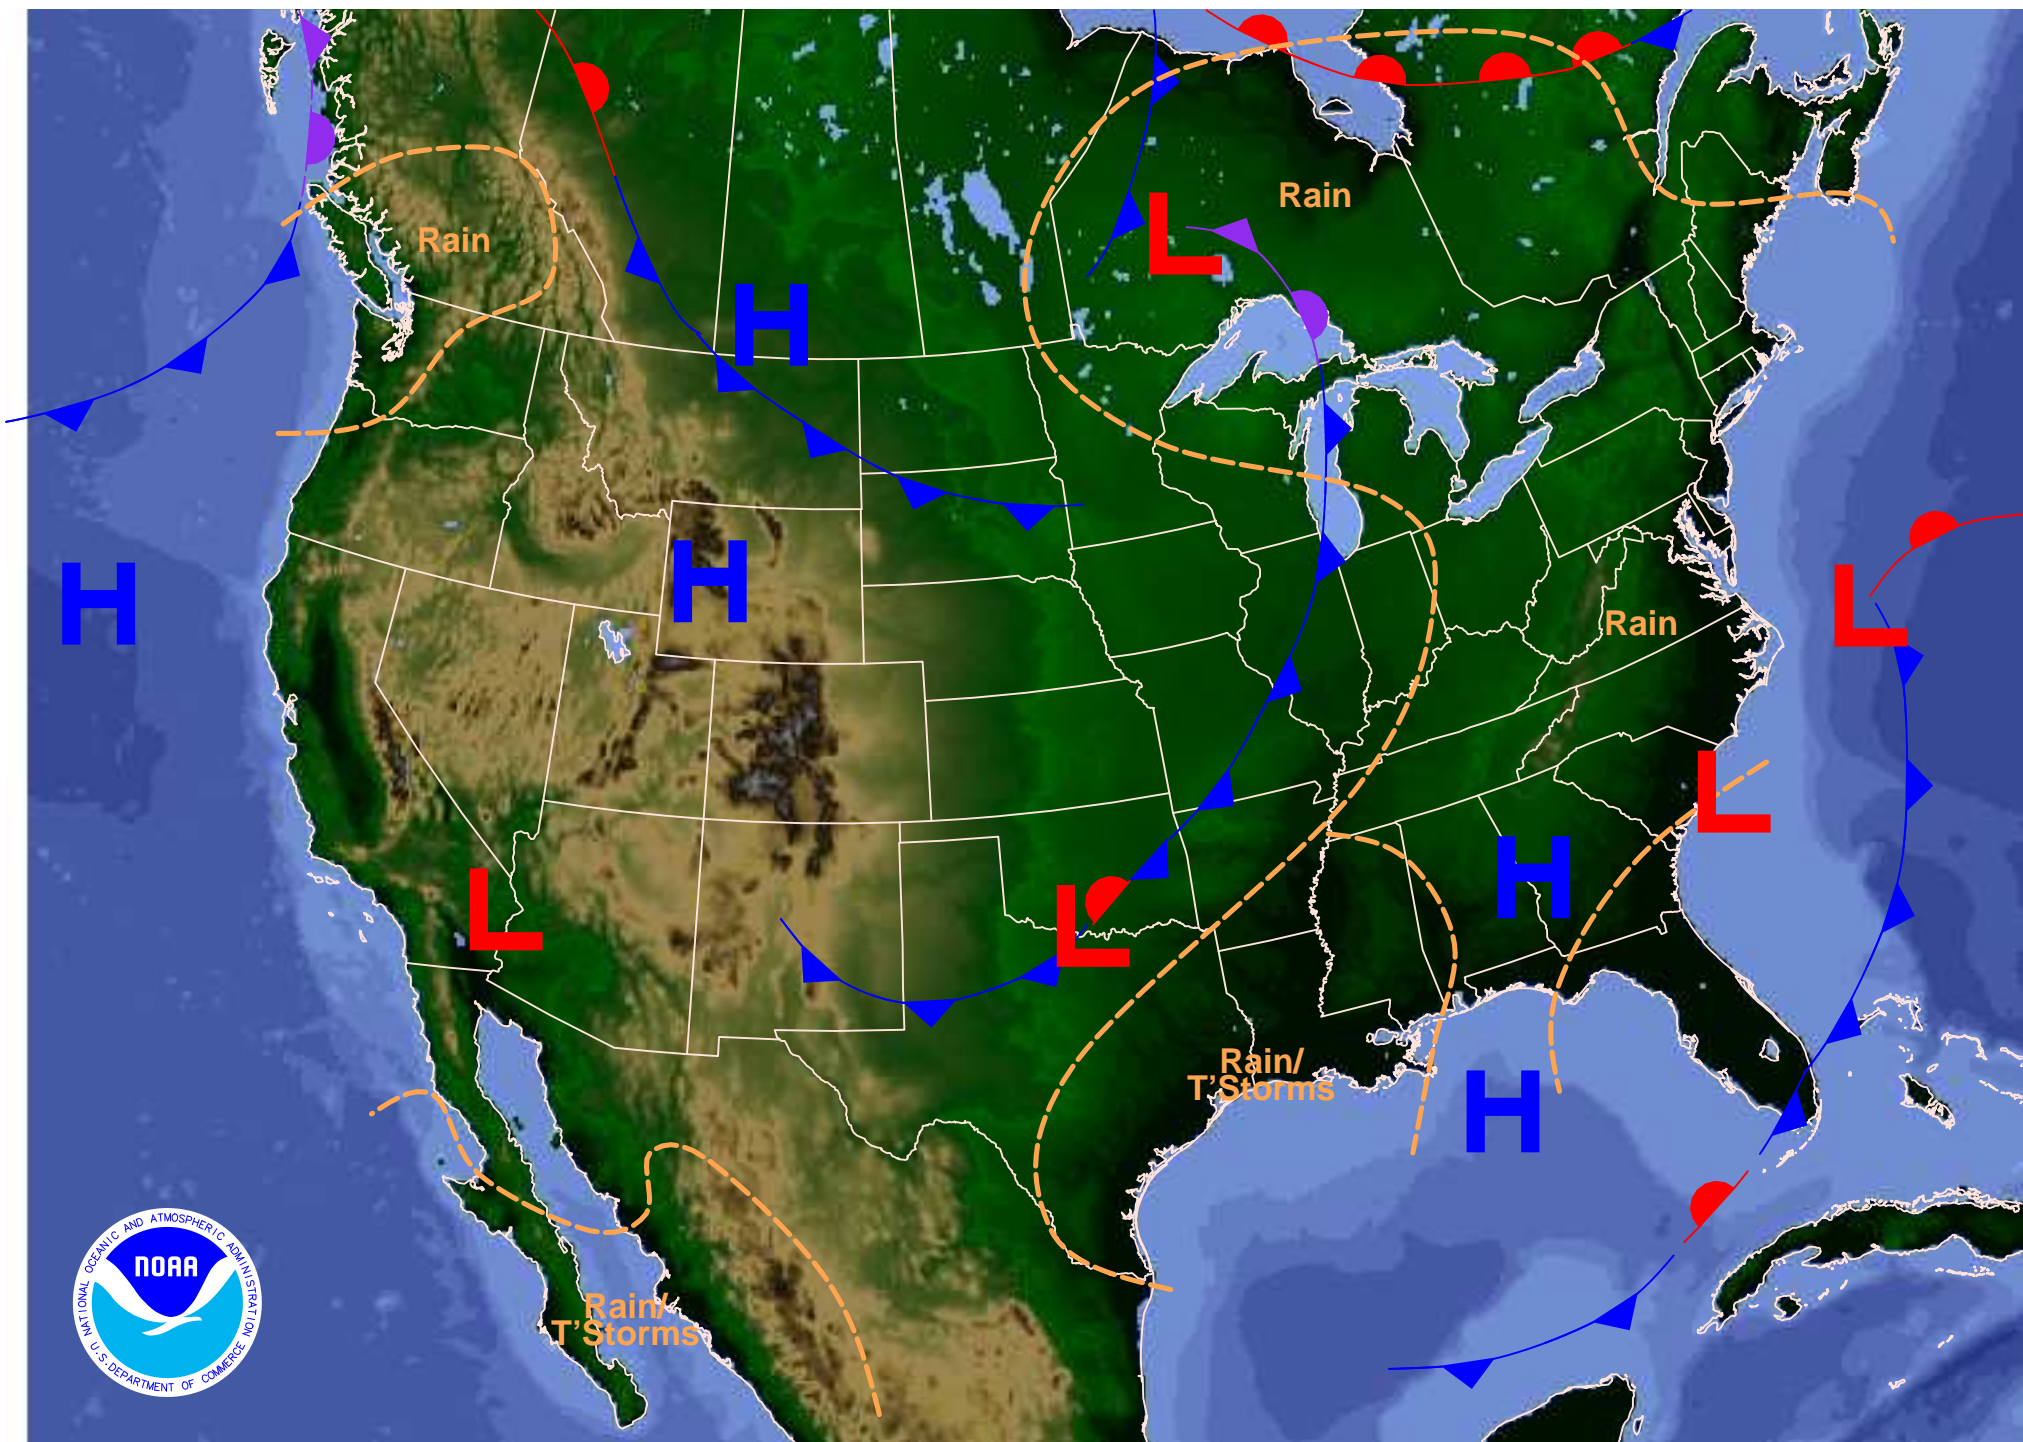 Rain
Rain
L
H
H
H
L
Rain
L
H
L
L
Rain/
T'Storms
H
NATIONAL OCEANIC AND ATMOSPHERIC ADMINISTRATION
NOAA
U.S. DEPARTMENT OF COMMERCE
Rain/
T'Storms